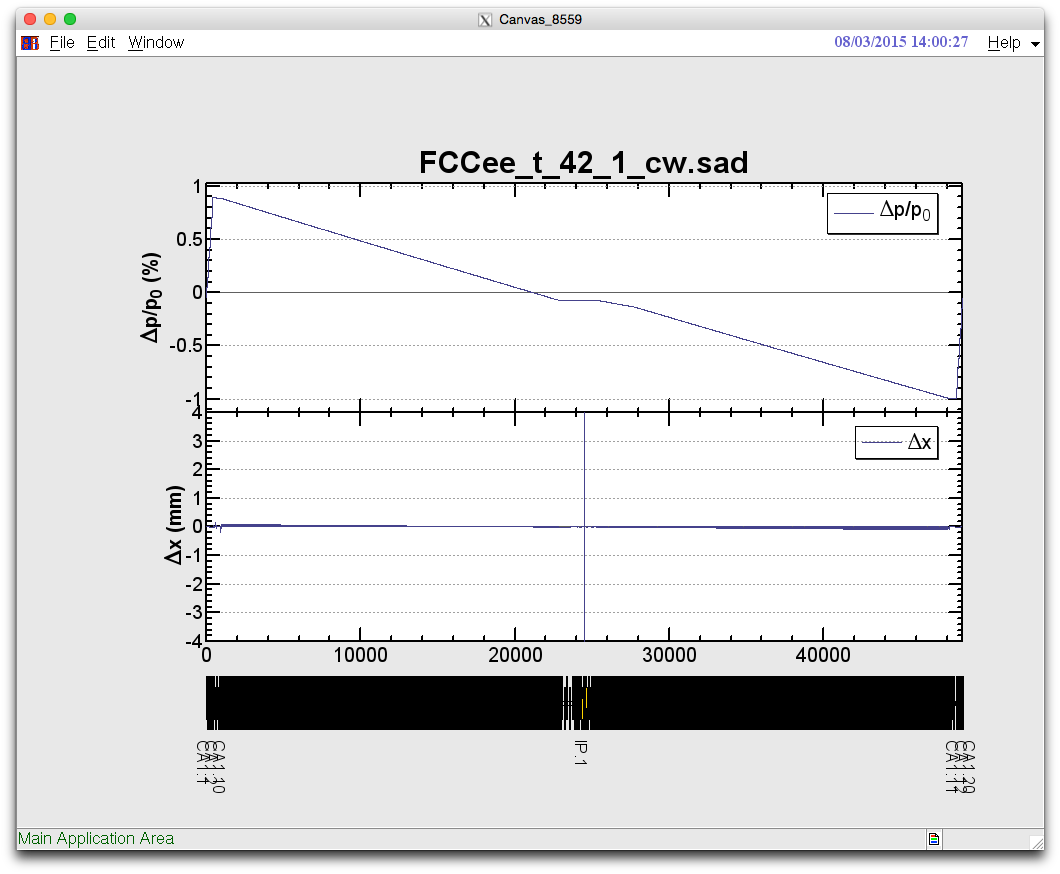 Canvas_8559
File Edit Window 08/03/2015 14:00:27 Help
FCCee_t_42_1_cw.sad
1
0.5
0
-0.5
-1
Δp/p0 (%)
Δp/p0
4
3
2
1
0
-1
-2
-3
-4
Δx (mm)
Δx
0 10000 20000 30000 40000
IP.1
Main Application Area